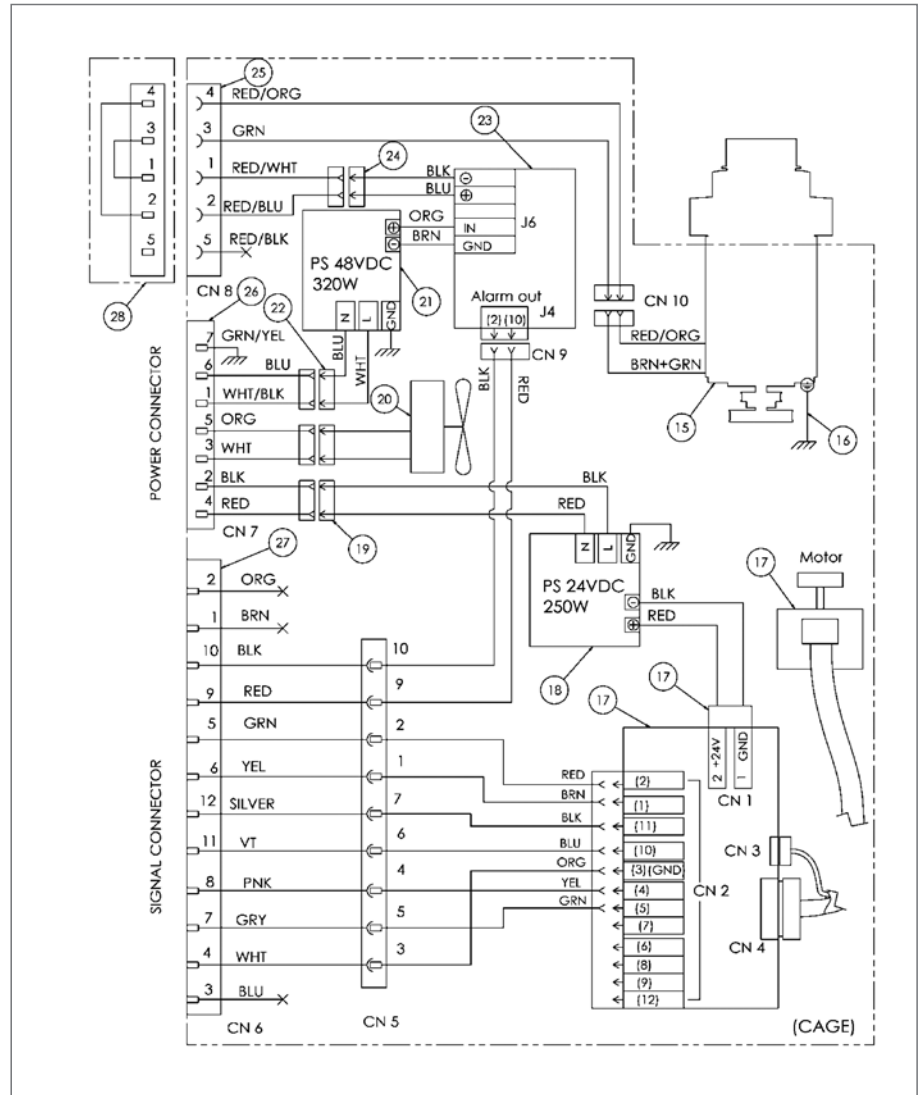 4
3
1
2
5
28
25
4 RED/ORG
3 GRN
1 RED/WHT
2 RED/BLU
5 RED/BLK
CN 8
24
23
BLK
BLU
ORG
BRN
IN
GND
J6
PS 48VDC
320W
N
L
GND
21
Alarm out
J4
(2) (10)
CN 9
BLK
RED
CN 10
RED/ORG
BRN+GRN
15
16
26
22
POWER CONNECTOR
7 GRN/YEL
6 BLU
1 WHT/BLK
5 ORG
3 WHT
2 BLK
4 RED
CN 7
BLU
WHT
20
19
BLK
RED
N
L
GND
PS 24VDC
250W
BLK
RED
18
17
Motor
27
SIGNAL CONNECTOR
2 ORG
1 BRN
10 BLK
9 RED
5 GRN
6 YEL
12 SILVER
11 VT
8 PNK
7 GRY
4 WHT
3 BLU
CN 6
10
9
2
1
7
6
4
5
3
CN 5
17
17
2 +24V
1 GND
CN 1
RED
BRN
BLK
BLU
ORG
YEL
GRN
(2)
(1)
(11)
(10)
(3)(GND
(4)
(5)
(7)
(6)
(8)
(9)
(12)
CN 2
CN 3
CN 4
(CAGE)